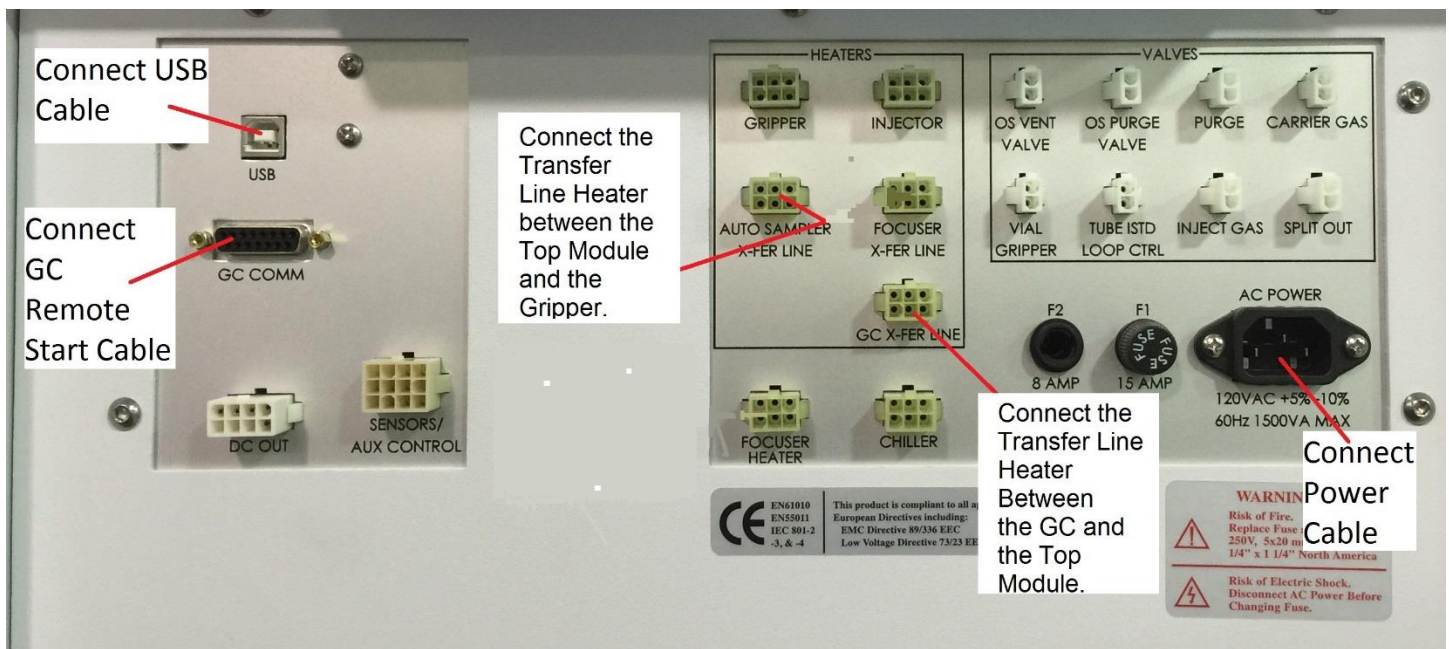 Connect USB
Cable
USB
Connect
GC
Remote
Start Cable
GC COMM
DC OUT
SENSORS/
AUX CONTROL
Connect the
Transfer
Line Heater
between the
Top Module
and the
Gripper.
HEATERS
GRIPPER
INJECTOR
AUTO SAMPLER
X-FER LINE
FOCUSER
X-FER LINE
GC X-FER LINE
FOCUSER
HEATER
CHILLER
VALVES
OS VENT
VALVE
OS PURGE
VALVE
PURGE
CARRIER GAS
VIAL
GRIPPER
TUBE ISTD
LOOP CTRL
INJECT GAS
SPLIT OUT
F2
8 AMP
F1
FUSE FUSE
15 AMP
AC POWER
120VAC +5% -10%
60Hz 1500VA MAX
Connect the
Transfer Line
Heater
Between
the GC and
the Top
Module.
Connect
Power
Cable
CE
EN61010
EN55011
IEC 801-2
-3, & -4
This product is compliant to all
European Directives including:
EMC Directive 89/336 EEC
Low Voltage Directive 73/23
Risk of Fire.
Replace Fuse
250V, 5x20
1/4" x 1 1/4" North America
Risk of Electric Shock.
Disconnect AC Power Before
Changing Fuse.